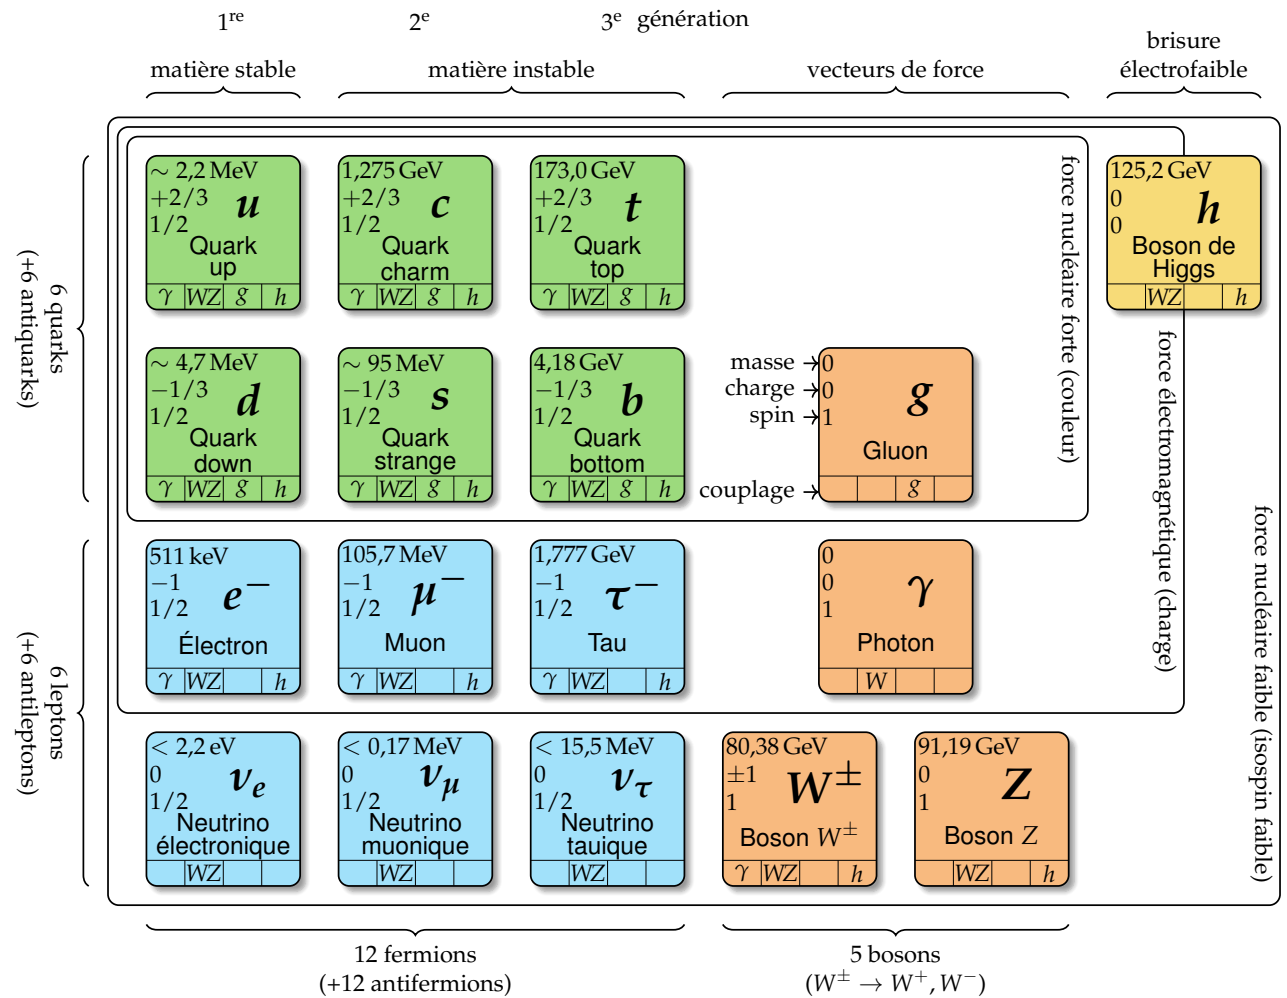 1re 2e 3e génération
brisure
électrofaible
matière stable
matière instable
vecteurs de force
6 quarks
(+6 antiquarks)
∼ 2,2 MeV
+2/3
1/2
u
Quark
up
γ WZ g h
1,275 GeV
+2/3
1/2
c
Quark
charm
γ WZ g h
173,0 GeV
+2/3
1/2
t
Quark
top
γ WZ g h
force nucléaire forte (couleur)
125,2 GeV
0
0
h
Boson de
Higgs
WZ h
∼ 4,7 MeV
−1/3
1/2
d
Quark
down
γ WZ g h
∼ 95 MeV
−1/3
1/2
s
Quark
strange
γ WZ g h
4,18 GeV
−1/3
1/2
b
Quark
bottom
γ WZ g h
masse → 0
charge → 0
spin → 1
g
Gluon
couplage → g
force électromagnétique (charge)
force nucléaire faible (isospin faible)
6 leptons
(+6 antileptons)
511 keV
−1
1/2
e−
Électron
γ WZ h
105,7 MeV
−1
1/2
μ−
Muon
γ WZ h
1,777 GeV
−1
1/2
τ−
Tau
γ WZ h
0
0
1
γ
Photon
W
< 2,2 eV
0
1/2
νe
Neutrino
électronique
WZ
< 0,17 MeV
0
1/2
νμ
Neutrino
muonique
WZ
< 15,5 MeV
0
1/2
ντ
Neutrino
tauique
WZ
80,38 GeV
±1
1
W±
Boson W±
γ WZ h
91,19 GeV
0
1
Z
Boson Z
WZ h
12 fermions
(+12 antifermions)
5 bosons
(W± → W+, W−)